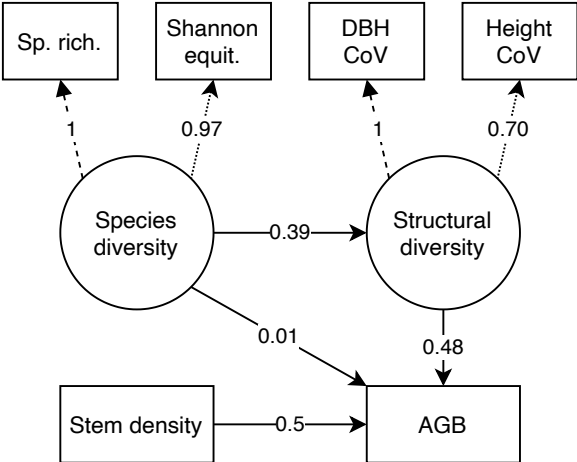 Sp. rich.
Shannon
equit.
DBH
CoV
Height
CoV
1
0.97
1
0.70
Species
diversity
0.39
Structural
diversity
0.01
0.48
Stem density
0.5
AGB